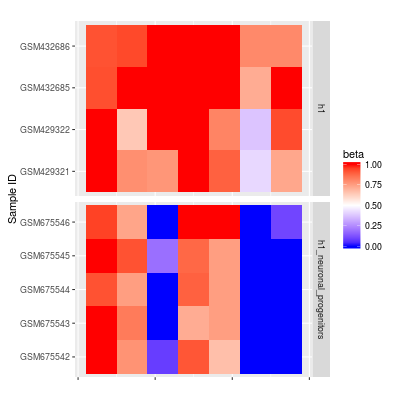 GSM432686
GSM432685
GSM429322
GSM429321
h1
GSM675546
GSM675545
GSM675544
GSM675543
GSM675542
h1_neuronal_progenitors
Sample ID
beta
1.00
0.75
0.50
0.25
0.00